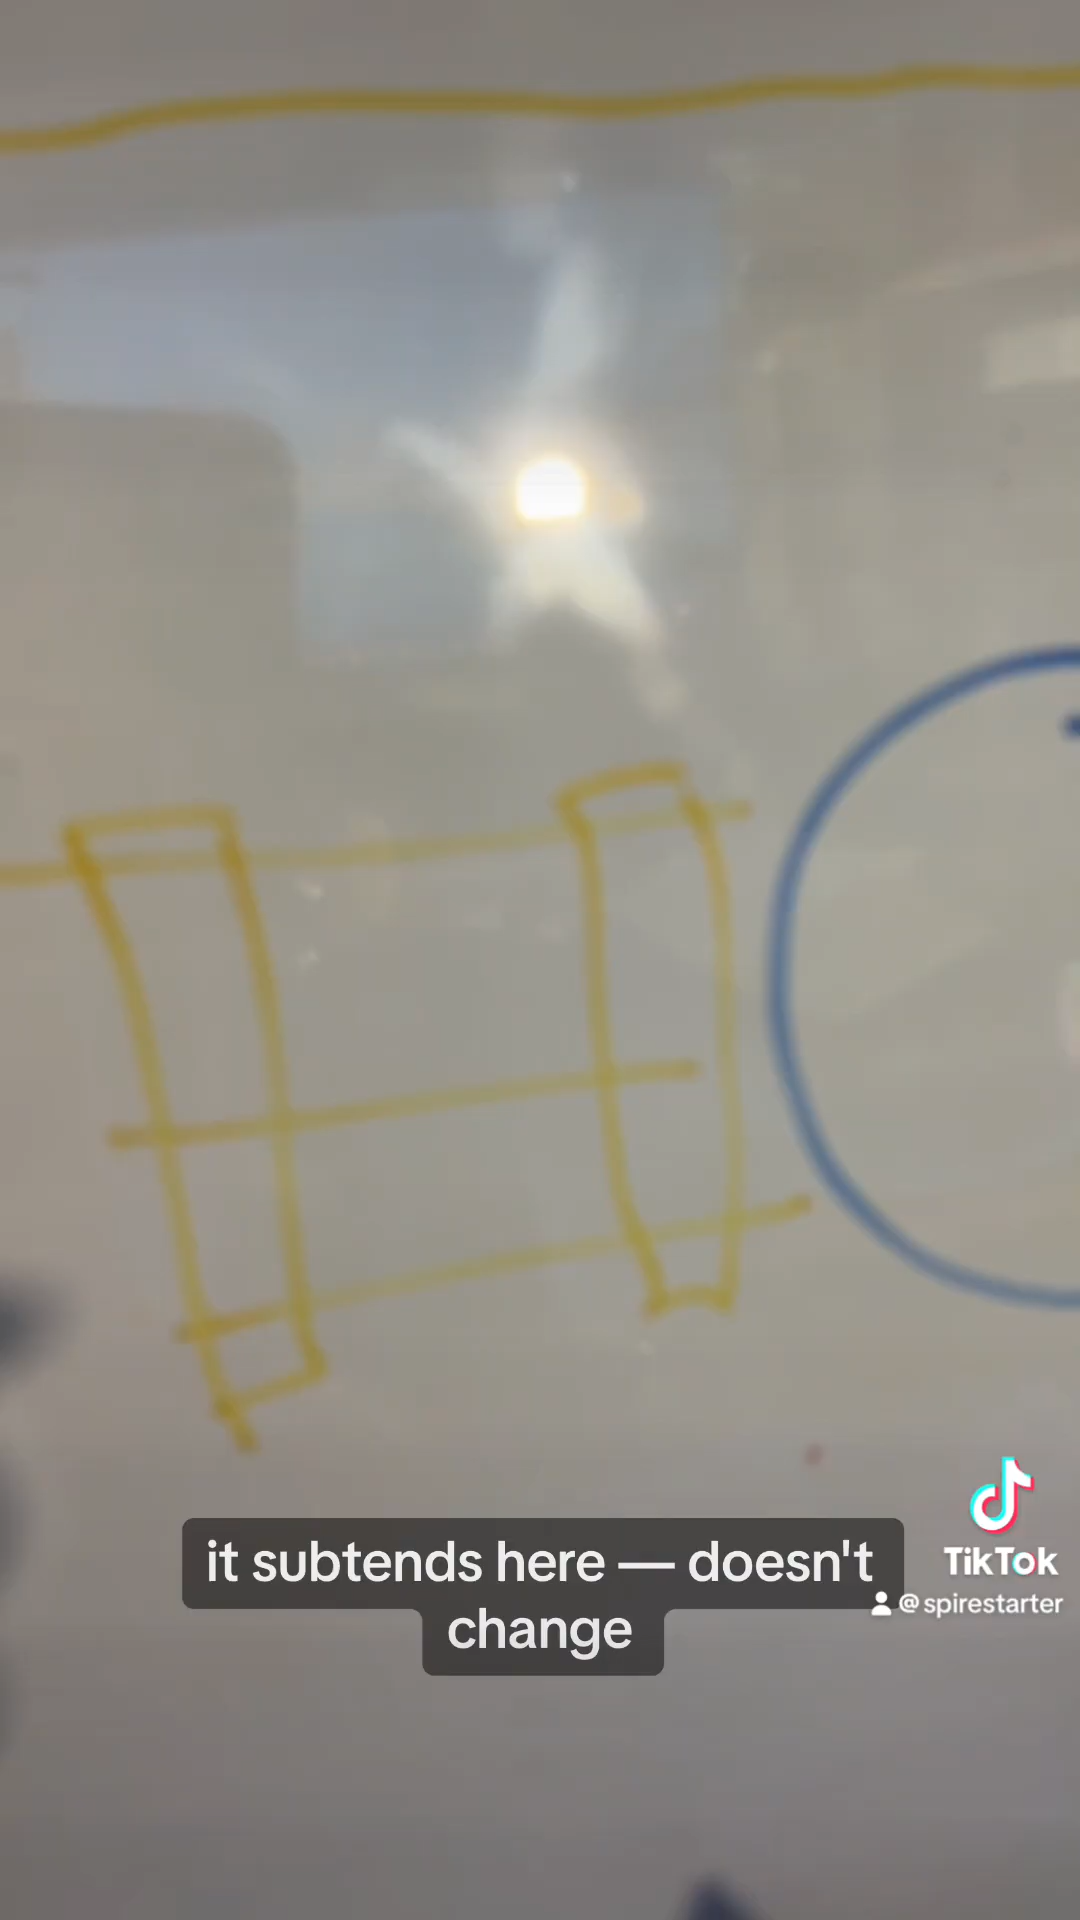 it subtends here — doesn't
change
TikTok
@spirestarter